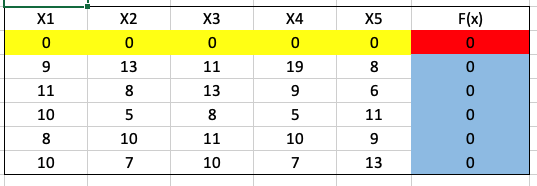 X1 X2 X3 X4 X5 F(x)
0 0 0 0 0 0
9 13 11 19 8 0
11 8 13 9 6 0
10 5 8 5 11 0
8 10 11 10 9 0
10 7 10 7 13 0